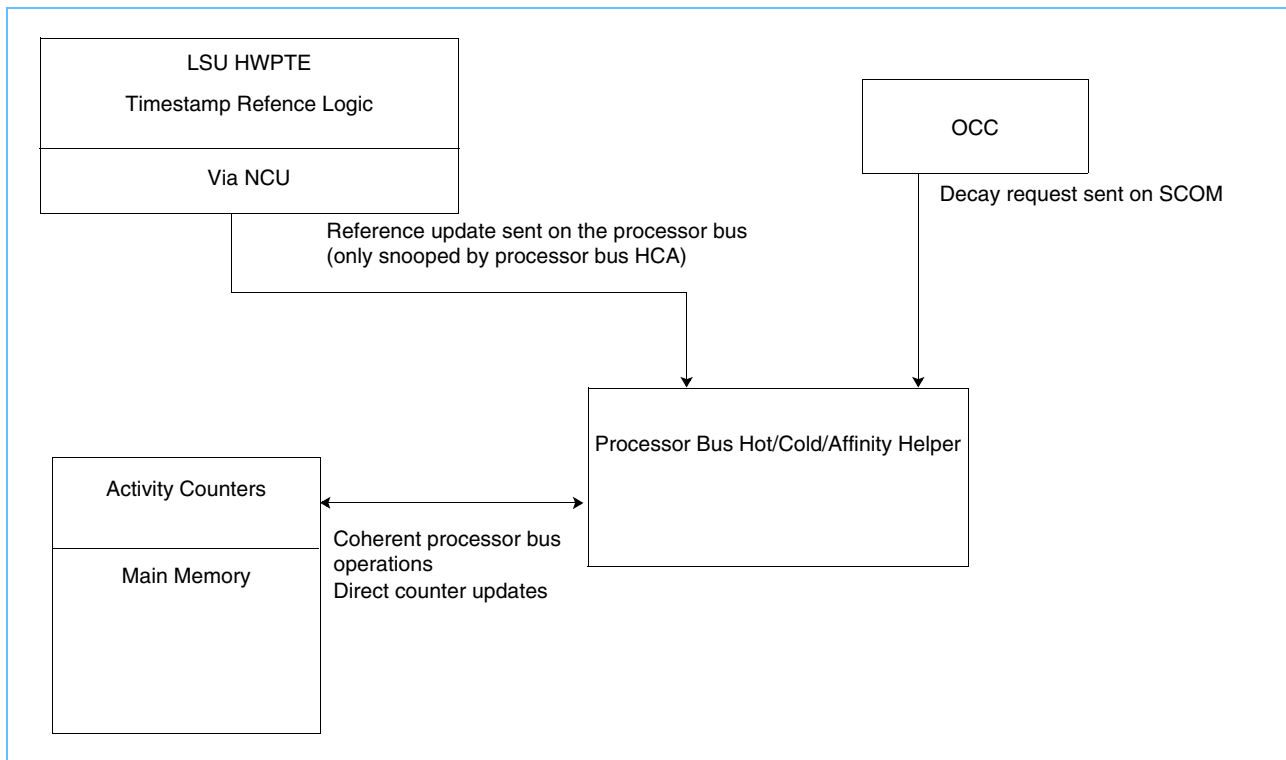 LSU HWPTE
Timestamp Refence Logic
Via NCU
OCC
Decay request sent on SCOM
Reference update sent on the processor bus
(only snooped by processor bus HCA)
Processor Bus Hot/Cold/Affinity Helper
Activity Counters
Main Memory
Coherent processor bus
operations
Direct counter updates